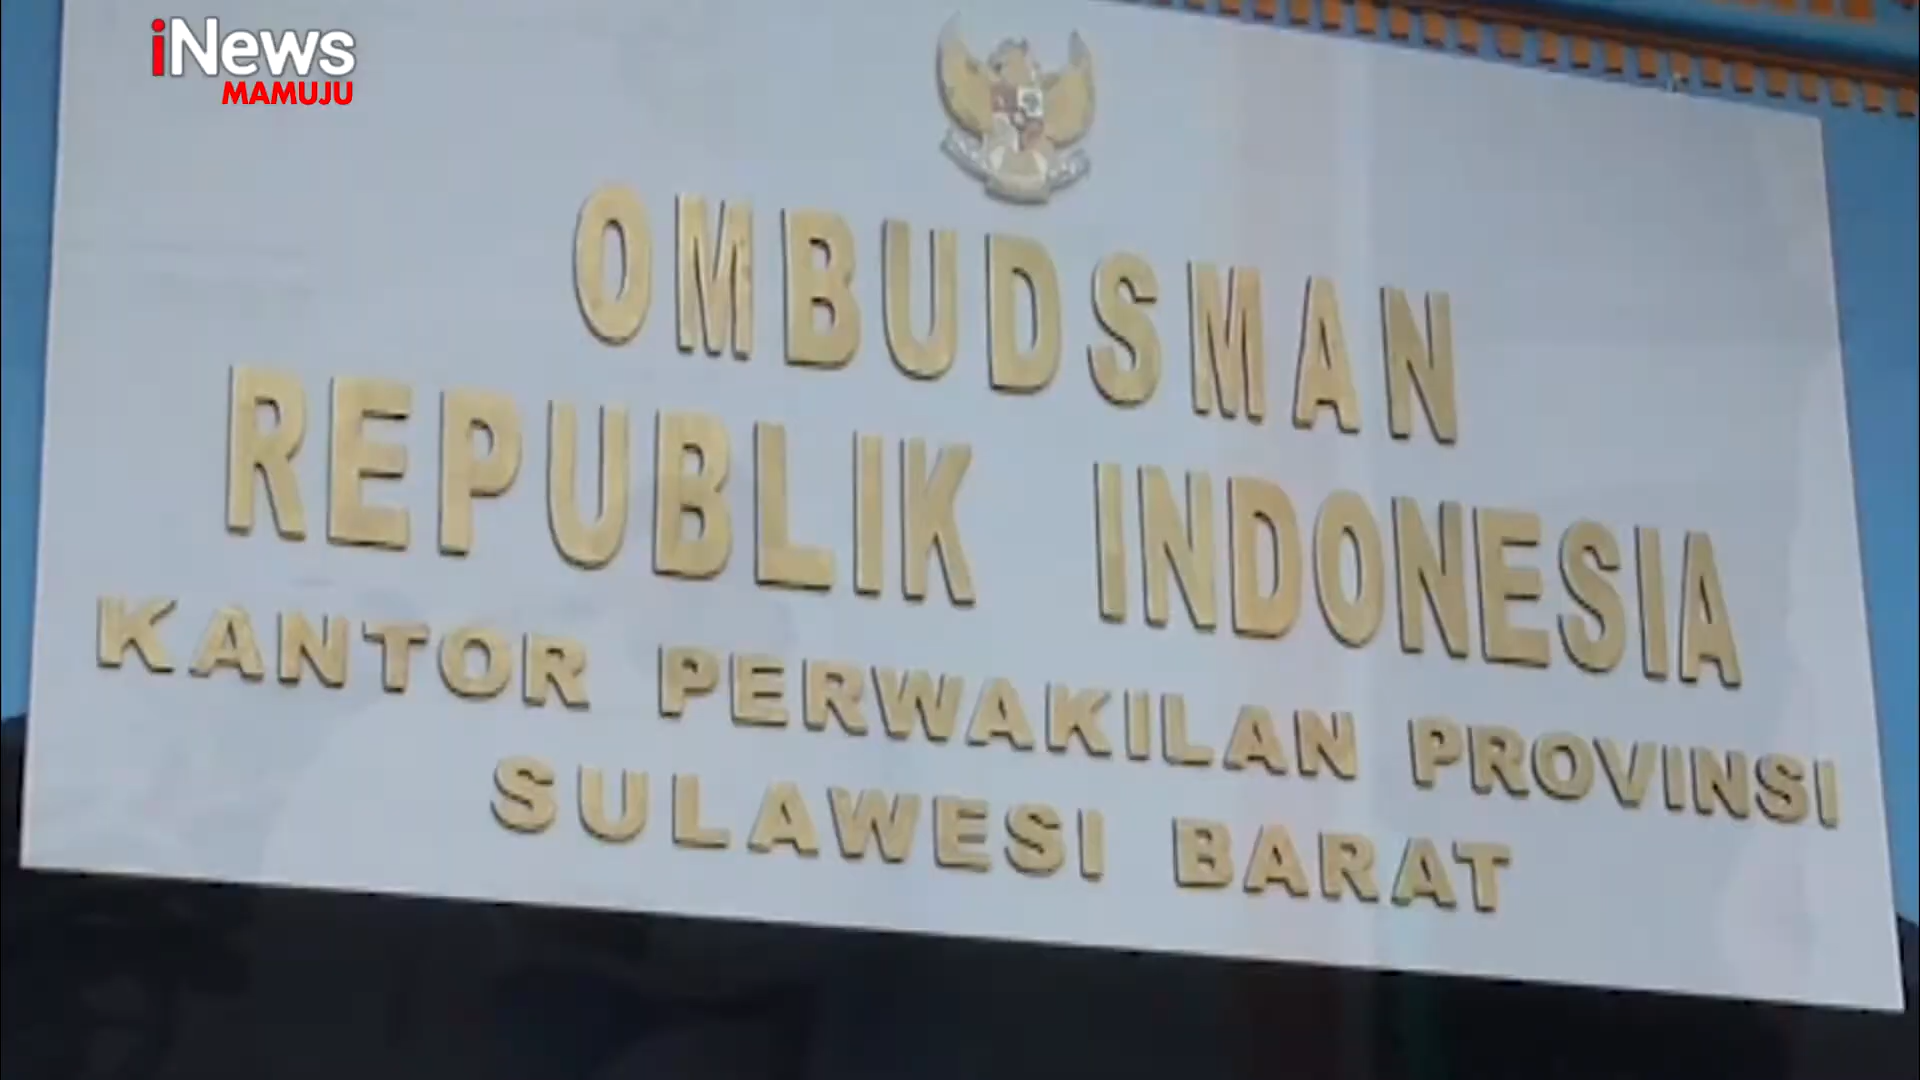 iNews
MAMUJU
OMBUDSMAN
REPUBLIK INDONESIA
KANTOR PERWAKILAN PROVINSI
SULAWESI BARAT